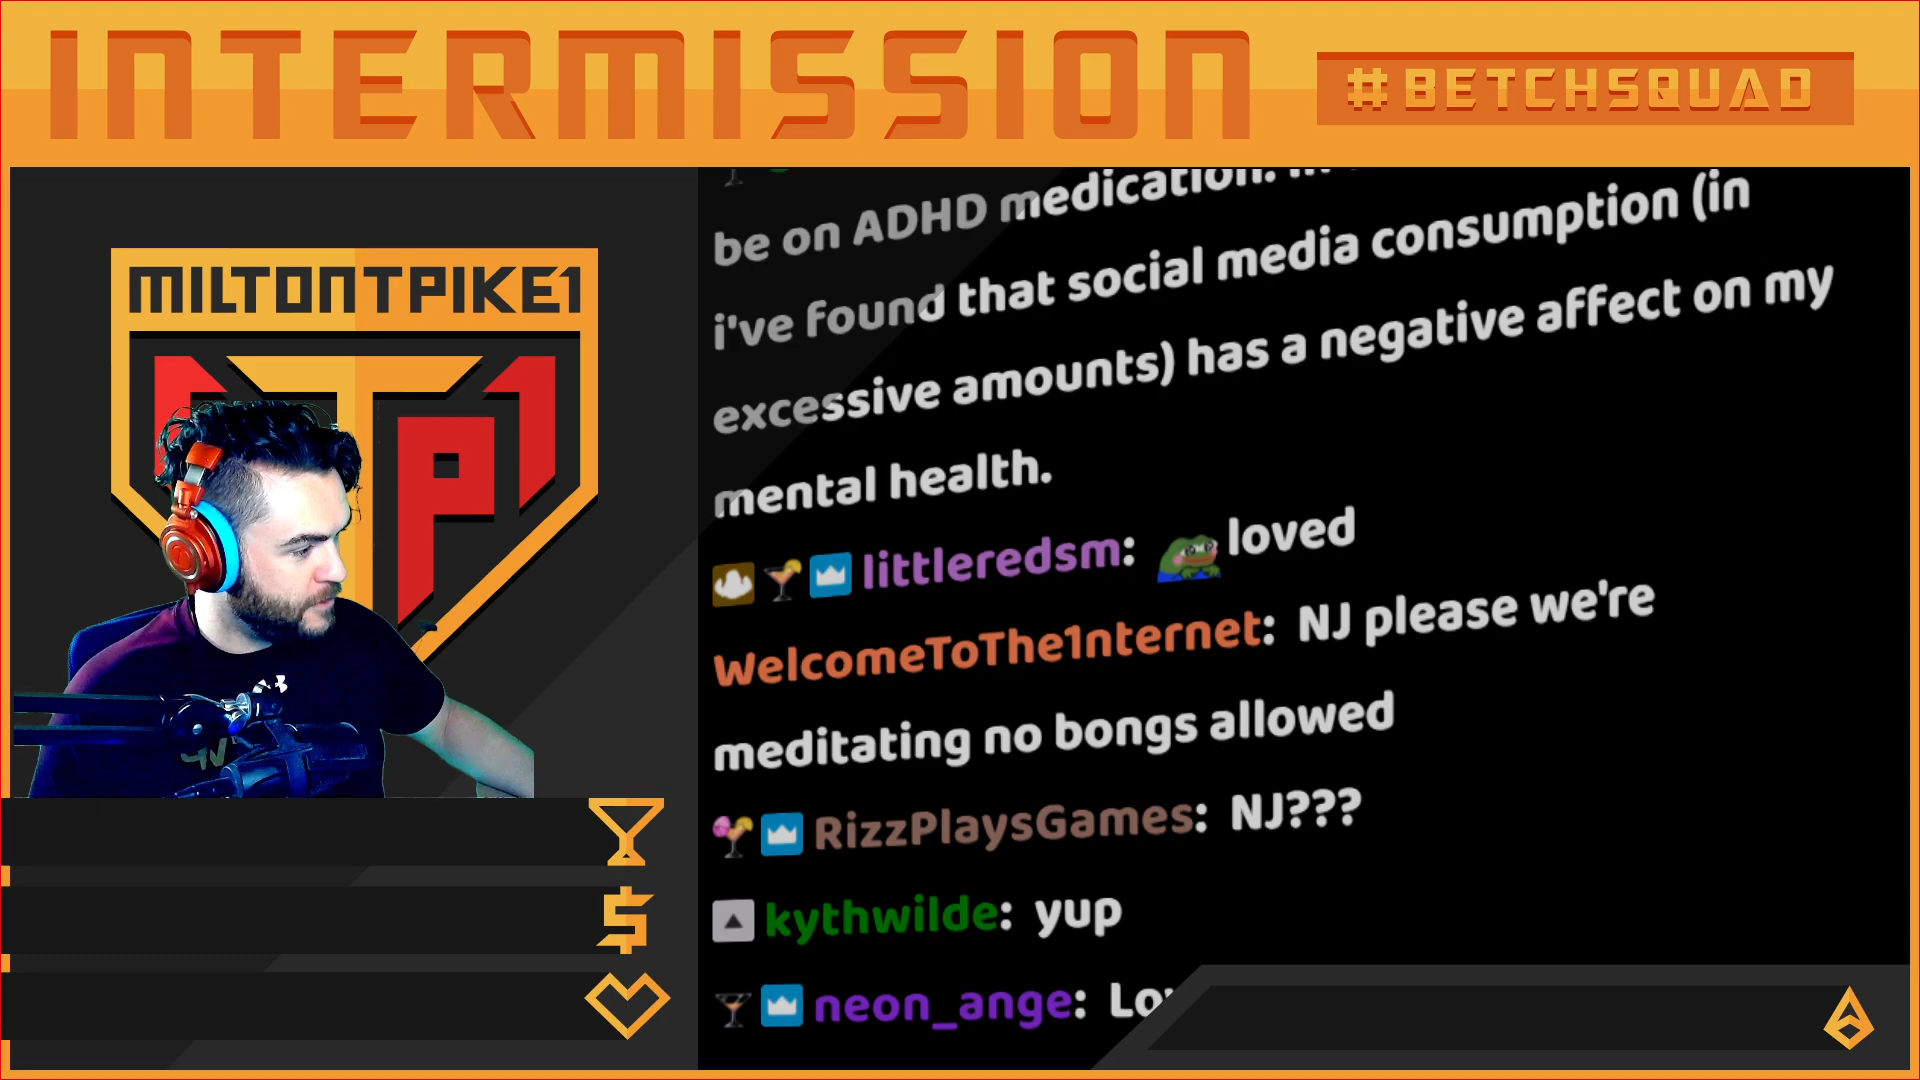 INTERMISSION
#BETCHSQUAD
MILTONTPIKE1
be on ADHD medication.
i've found that social media consumption (in
excessive amounts) has a negative affect on my
mental health.
littleredsm: loved
WelcomeToThe1nternet: NJ please we're
meditating no bongs allowed
RizzPlaysGames: NJ???
kythwilde: yup
neon_ange: